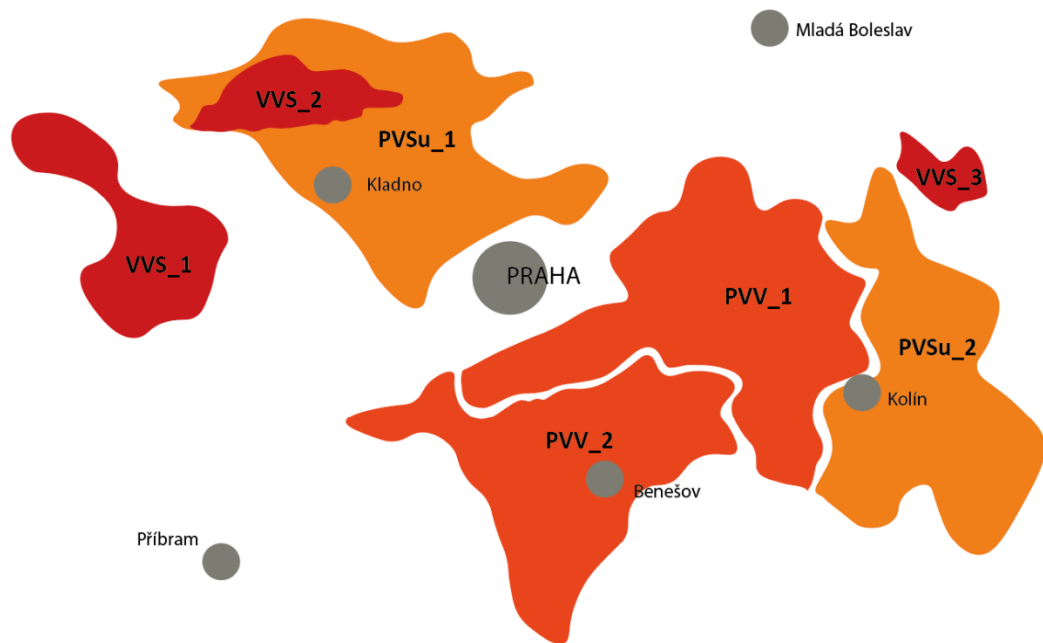 Mladá Boleslav
VVS_2
PVSu_1
Kladno
VVS_3
VVS_1
PRAHA
PVV_1
PVSu_2
Kolín
PVV_2
Benešov
Příbram